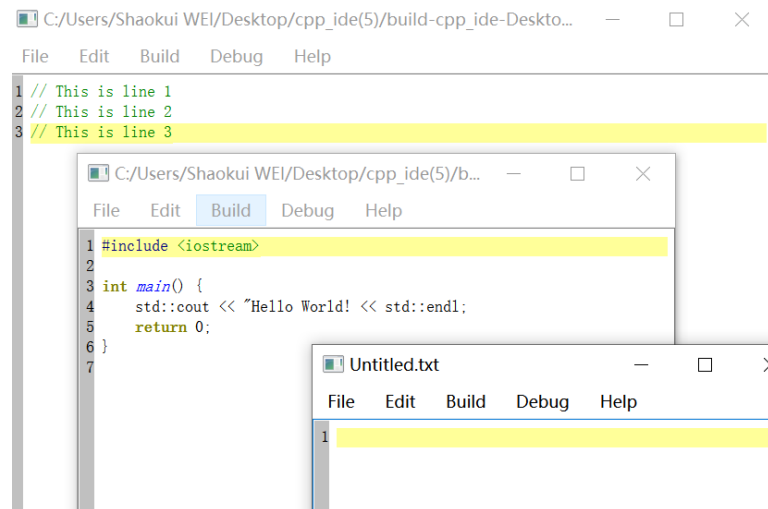 C:/Users/Shaokui WEI/Desktop/cpp_ide(5)/build-cpp_ide-Deskto...
File Edit Build Debug Help
1 // This is line 1
2 // This is line 2
3 // This is line 3
C:/Users/Shaokui WEI/Desktop/cpp_ide(5)/b...
File Edit Build Debug Help
1 #include <iostream>
2
3 int main() {
4     std::cout << "Hello World! << std::endl;
5     return 0;
6 }
7
Untitled.txt
File Edit Build Debug Help
1